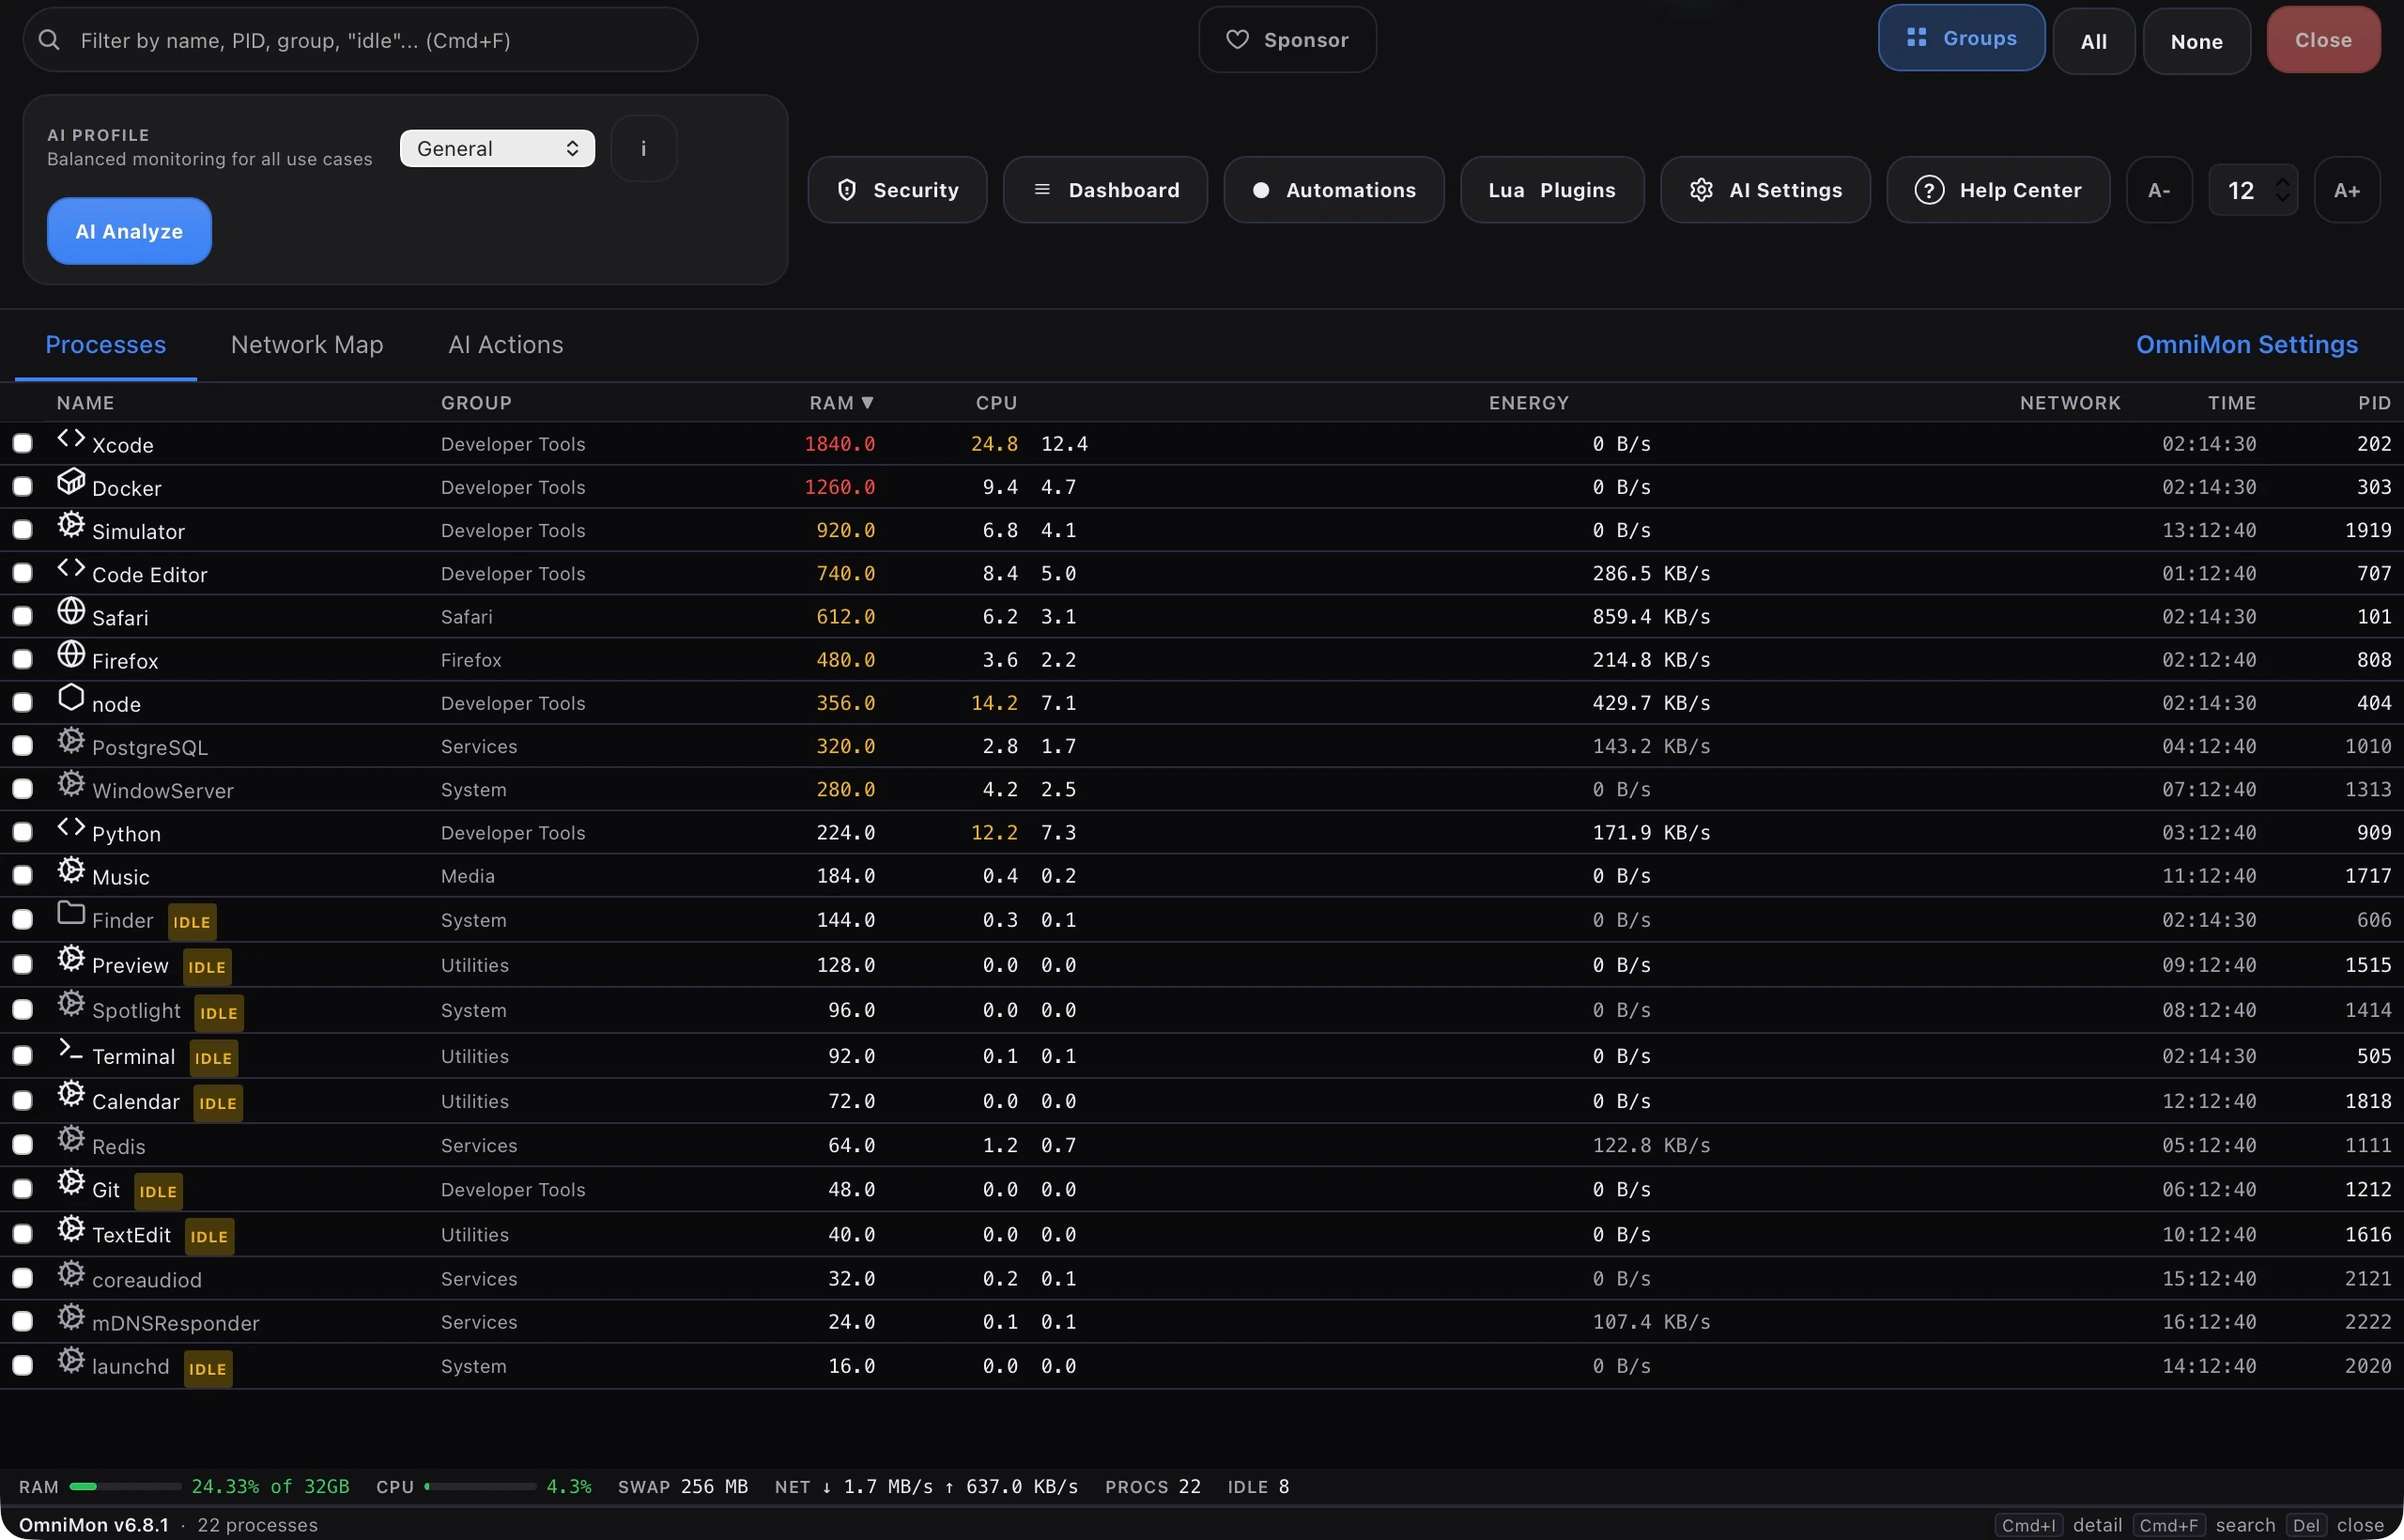 Filter by name, PID, group, "idle"... (Cmd+F)
Sponsor
Groups All None Close
AI PROFILE
Balanced monitoring for all use cases
General
i
AI Analyze
Security Dashboard Automations Lua Plugins AI Settings Help Center A- 12 A+
Processes Network Map AI Actions OmniMon Settings
NAME GROUP RAM ▼ CPU ENERGY NETWORK TIME PID
Xcode Developer Tools 1840.0 24.8 12.4 0 B/s 02:14:30 202
Docker Developer Tools 1260.0 9.4 4.7 0 B/s 02:14:30 303
Simulator Developer Tools 920.0 6.8 4.1 0 B/s 13:12:40 1919
Code Editor Developer Tools 740.0 8.4 5.0 286.5 KB/s 01:12:40 707
Safari Safari 612.0 6.2 3.1 859.4 KB/s 02:14:30 101
Firefox Firefox 480.0 3.6 2.2 214.8 KB/s 02:12:40 808
node Developer Tools 356.0 14.2 7.1 429.7 KB/s 02:14:30 404
PostgreSQL Services 320.0 2.8 1.7 143.2 KB/s 04:12:40 1010
WindowServer System 280.0 4.2 2.5 0 B/s 07:12:40 1313
Python Developer Tools 224.0 12.2 7.3 171.9 KB/s 03:12:40 909
Music Media 184.0 0.4 0.2 0 B/s 11:12:40 1717
Finder IDLE System 144.0 0.3 0.1 0 B/s 02:14:30 606
Preview IDLE Utilities 128.0 0.0 0.0 0 B/s 09:12:40 1515
Spotlight IDLE System 96.0 0.0 0.0 0 B/s 08:12:40 1414
Terminal IDLE Utilities 92.0 0.1 0.1 0 B/s 02:14:30 505
Calendar IDLE Utilities 72.0 0.0 0.0 0 B/s 12:12:40 1818
Redis Services 64.0 1.2 0.7 122.8 KB/s 05:12:40 1111
Git IDLE Developer Tools 48.0 0.0 0.0 0 B/s 06:12:40 1212
TextEdit IDLE Utilities 40.0 0.0 0.0 0 B/s 10:12:40 1616
coreaudiod Services 32.0 0.2 0.1 0 B/s 15:12:40 2121
mDNSResponder Services 24.0 0.1 0.1 107.4 KB/s 16:12:40 2222
launchd IDLE System 16.0 0.0 0.0 0 B/s 14:12:40 2020
RAM 24.33% of 32GB CPU 4.3% SWAP 256 MB NET ↓ 1.7 MB/s ↑ 637.0 KB/s PROCS 22 IDLE 8
OmniMon v6.8.1 · 22 processes Cmd+I detail Cmd+F search Del close